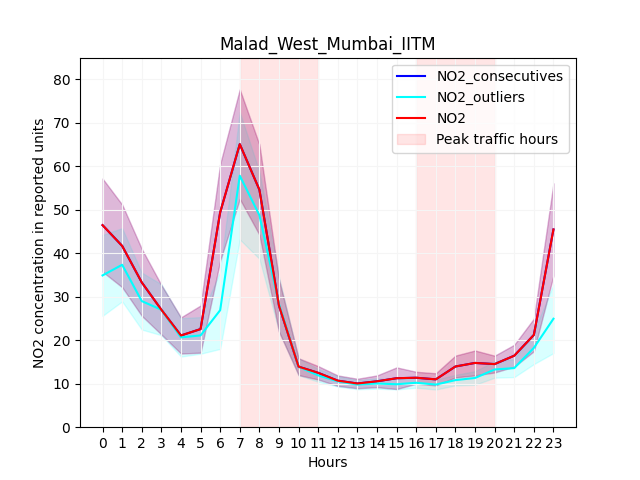 Malad_West_Mumbai_IITM
NO2_consecutives
NO2_outliers
NO2
Peak traffic hours
NO2 concentration in reported units
80
70
60
50
40
30
20
10
0
0 1 2 3 4 5 6 7 8 9 10 11 12 13 14 15 16 17 18 19 20 21 22 23
Hours